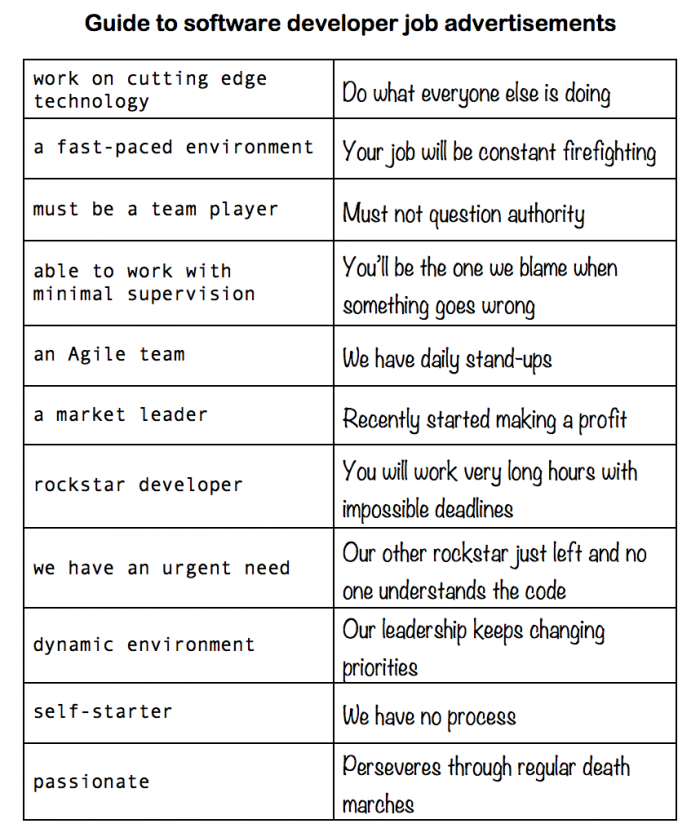 Guide to software developer job advertisements
work on cutting edge
technology
Do what everyone else is doing
a fast-paced environment
Your job will be constant firefighting
must be a team player
Must not question authority
able to work with
minimal supervision
You'll be the one we blame when
something goes wrong
an Agile team
We have daily stand-ups
a market leader
Recently started making a profit
rockstar developer
You will work very long hours with
impossible deadlines
we have an urgent need
Our other rockstar just left and no
one understands the code
dynamic environment
Our leadership keeps changing
priorities
self-starter
We have no process
passionate
Perseveres through regular death
marches